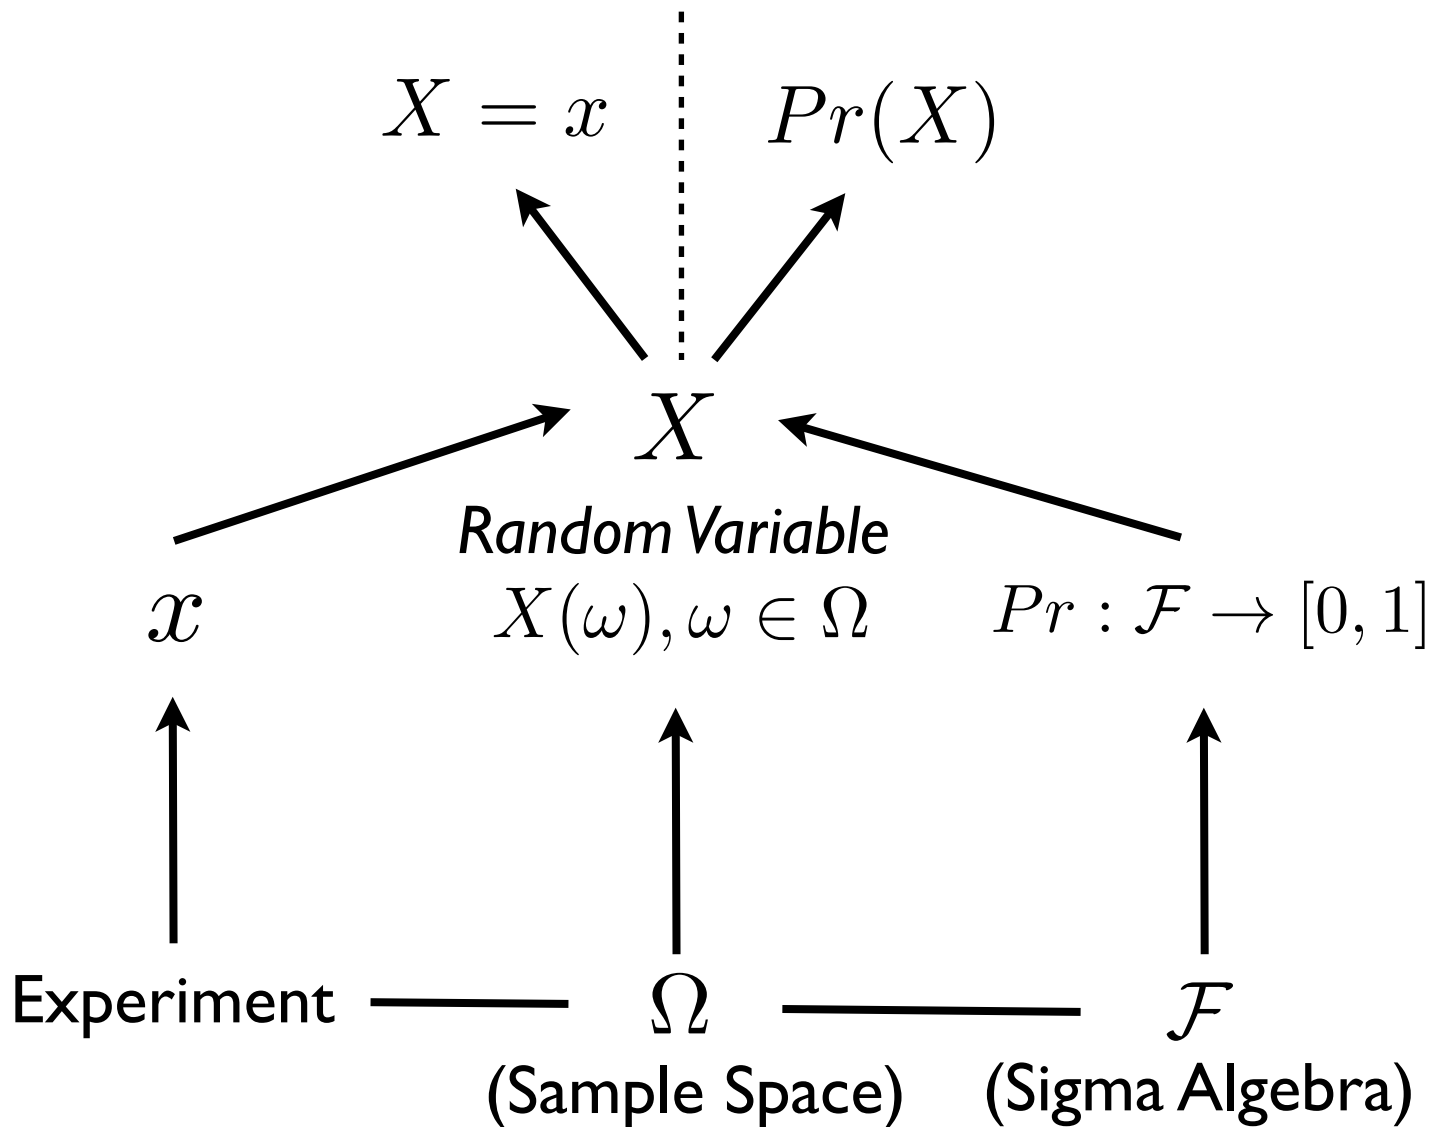 X = x
Pr(X)
X
Random Variable
x
X(ω), ω ∈ Ω
Pr : ℱ → [0, 1]
Experiment
Ω
ℱ
(Sample Space)
(Sigma Algebra)